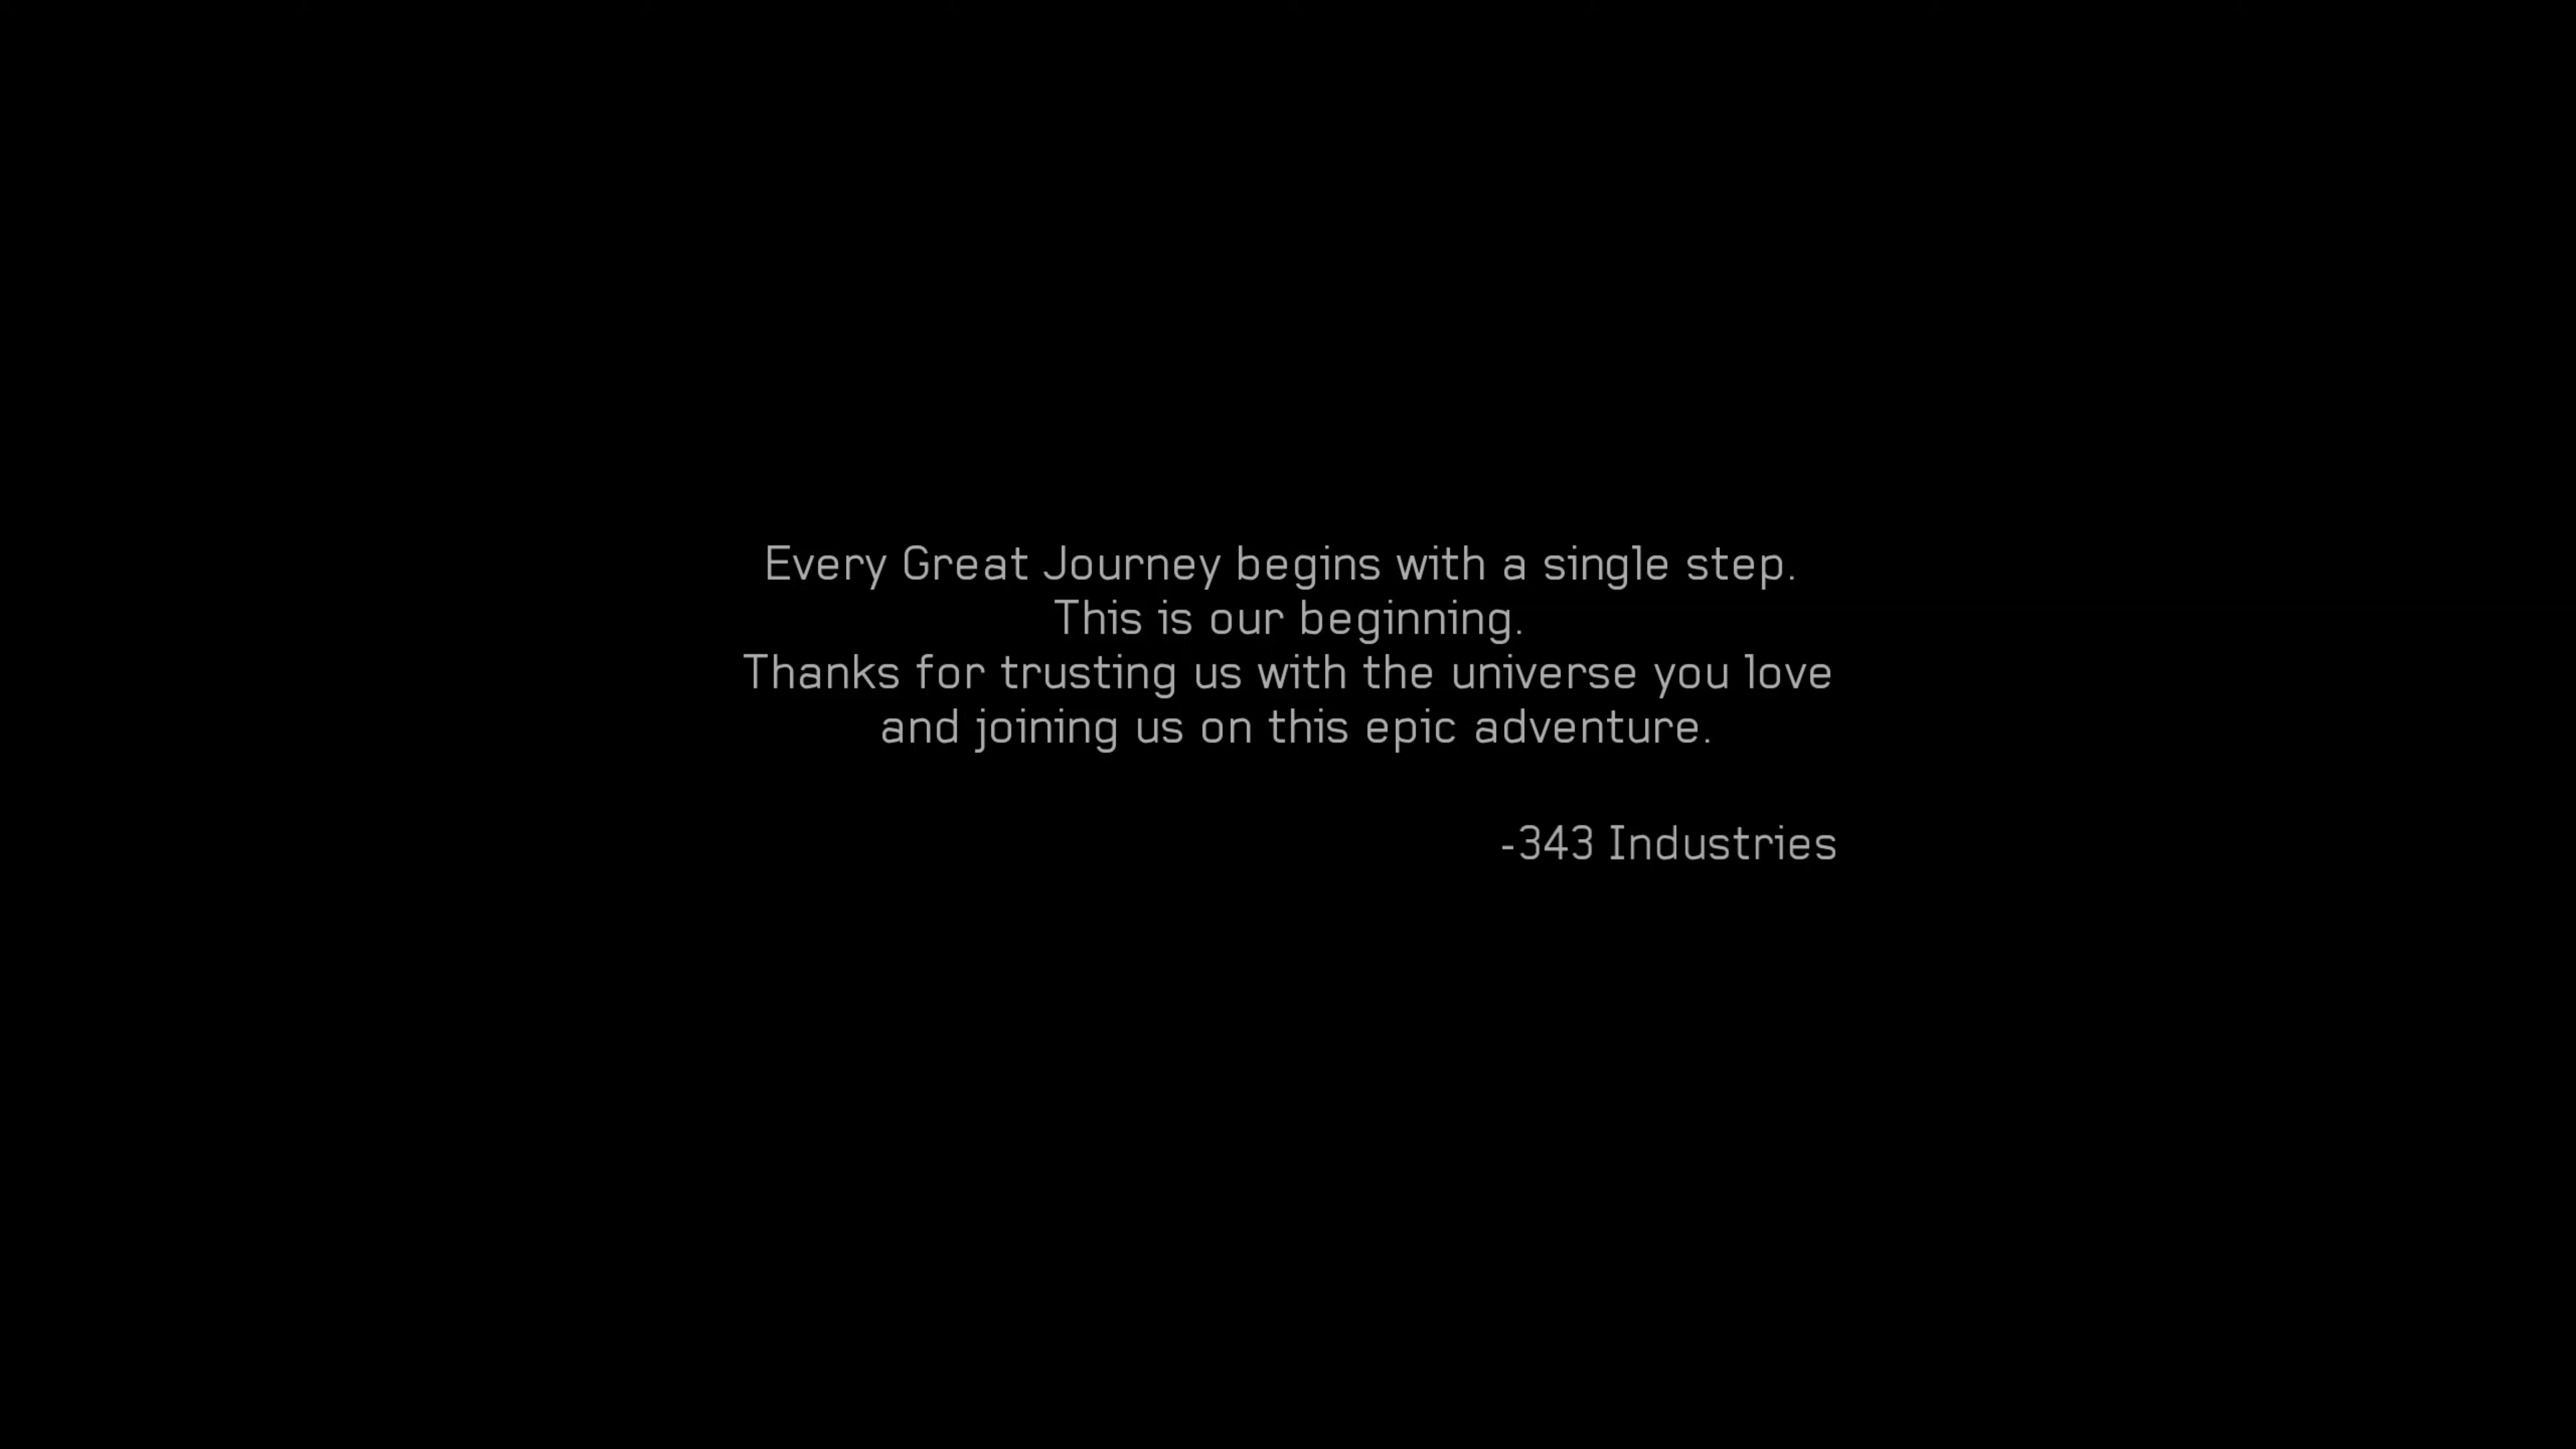 Every Great Journey begins with a single step.
This is our beginning.
Thanks for trusting us with the universe you love
and joining us on this epic adventure.
-343 Industries